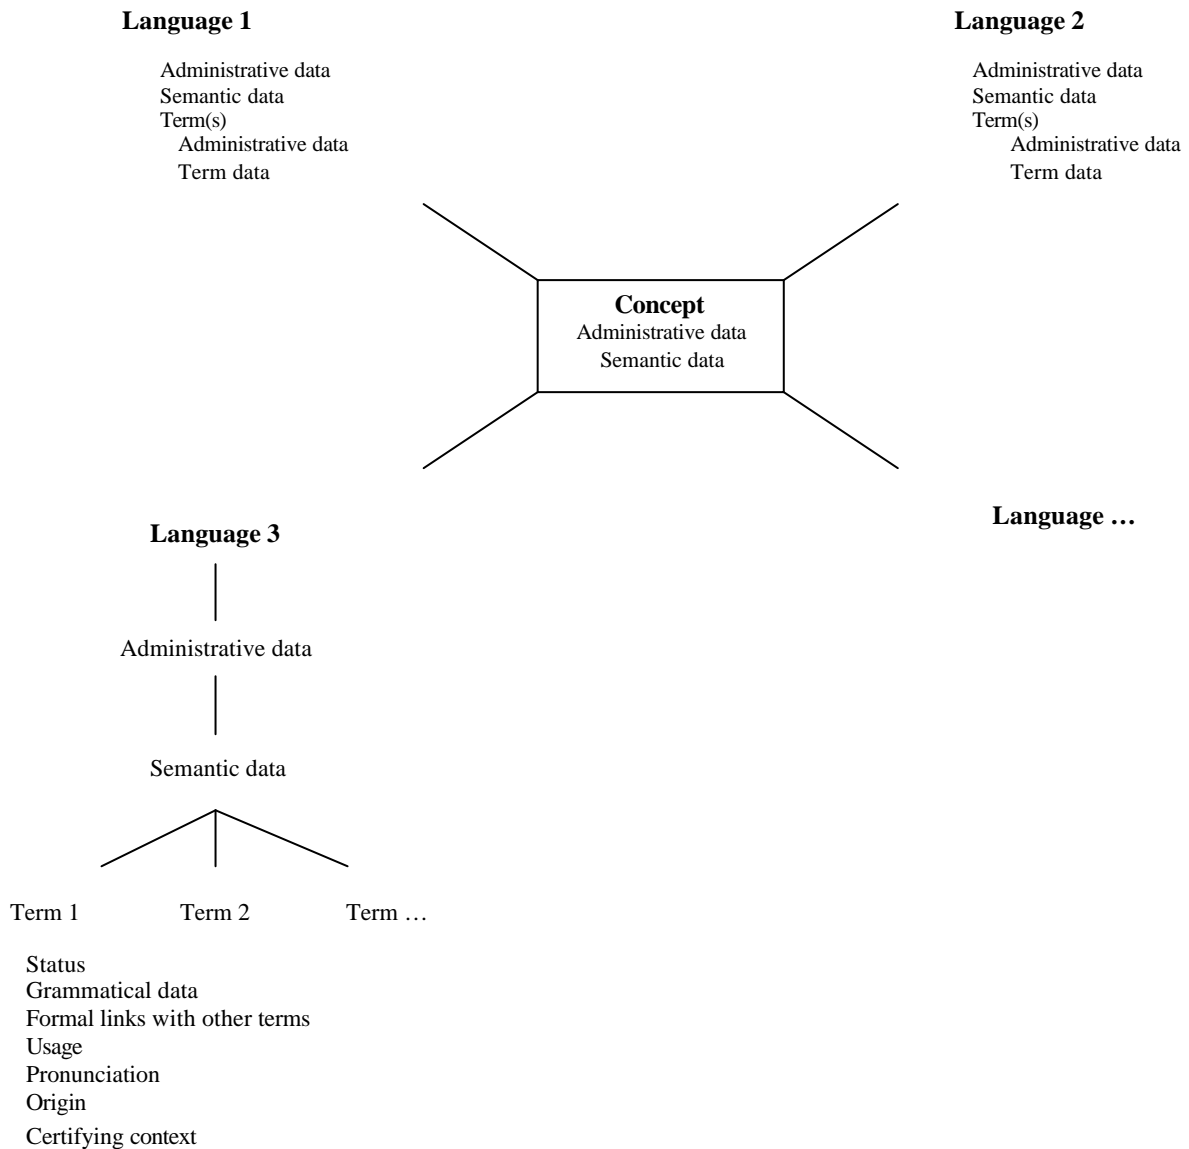 Language 1
Administrative data
Semantic data
Term(s)
Administrative data
Term data
Language 2
Administrative data
Semantic data
Term(s)
Administrative data
Term data
Concept
Administrative data
Semantic data
Language 3
Administrative data
Semantic data
Term 1
Term 2
Term …
Status
Grammatical data
Formal links with other terms
Usage
Pronunciation
Origin
Certifying context
Language …